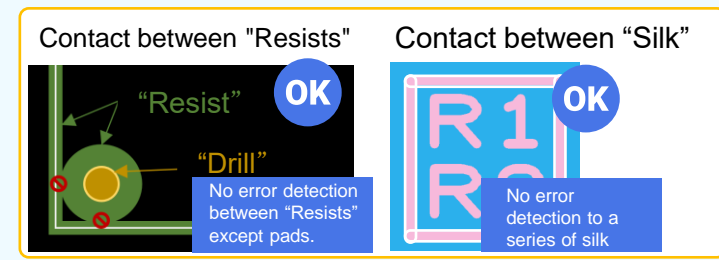 Contact between "Resists"
Contact between “Silk”
OK
“Resist”
“Drill”
No error detection
between “Resists”
except pads.
OK
R1
No error
detection to a
series of silk